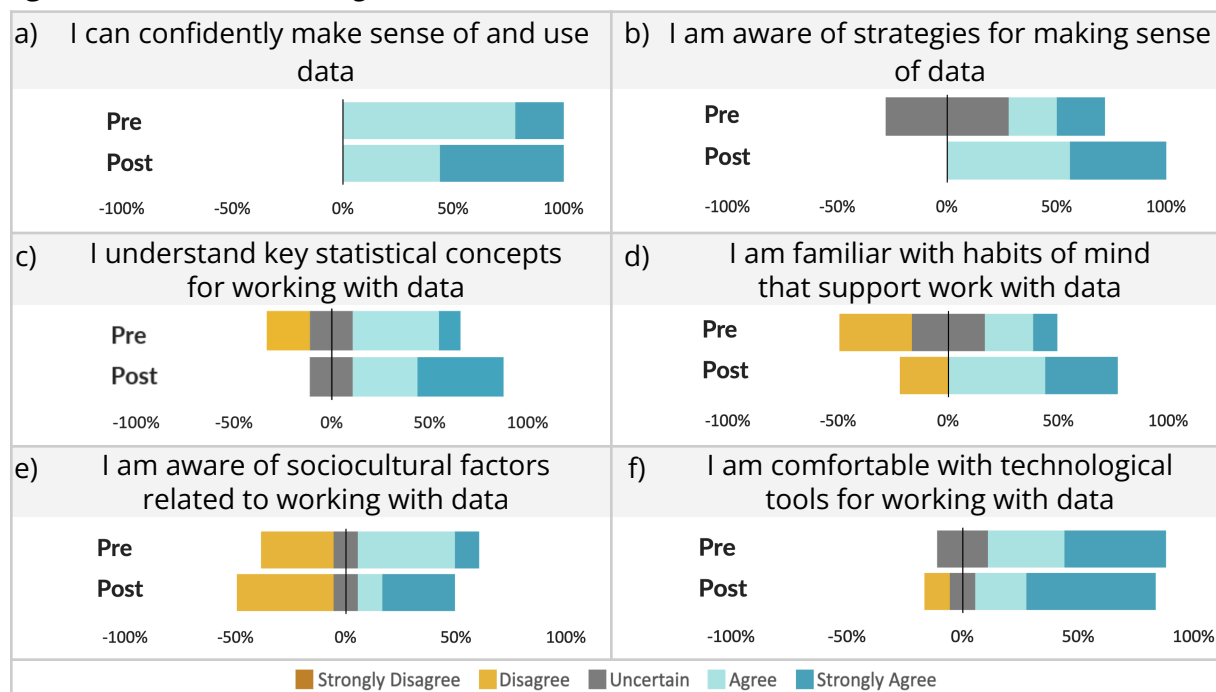 a) I can confidently make sense of and use
data
Pre
Post
-100% -50% 0% 50% 100%
b) I am aware of strategies for making sense
of data
Pre
Post
-100% -50% 0% 50% 100%
c) I understand key statistical concepts
for working with data
Pre
Post
-100% -50% 0% 50% 100%
d) I am familiar with habits of mind
that support work with data
Pre
Post
-100% -50% 0% 50% 100%
e) I am aware of sociocultural factors
related to working with data
Pre
Post
-100% -50% 0% 50% 100%
f) I am comfortable with technological
tools for working with data
Pre
Post
-100% -50% 0% 50% 100%
Strongly Disagree Disagree Uncertain Agree Strongly Agree